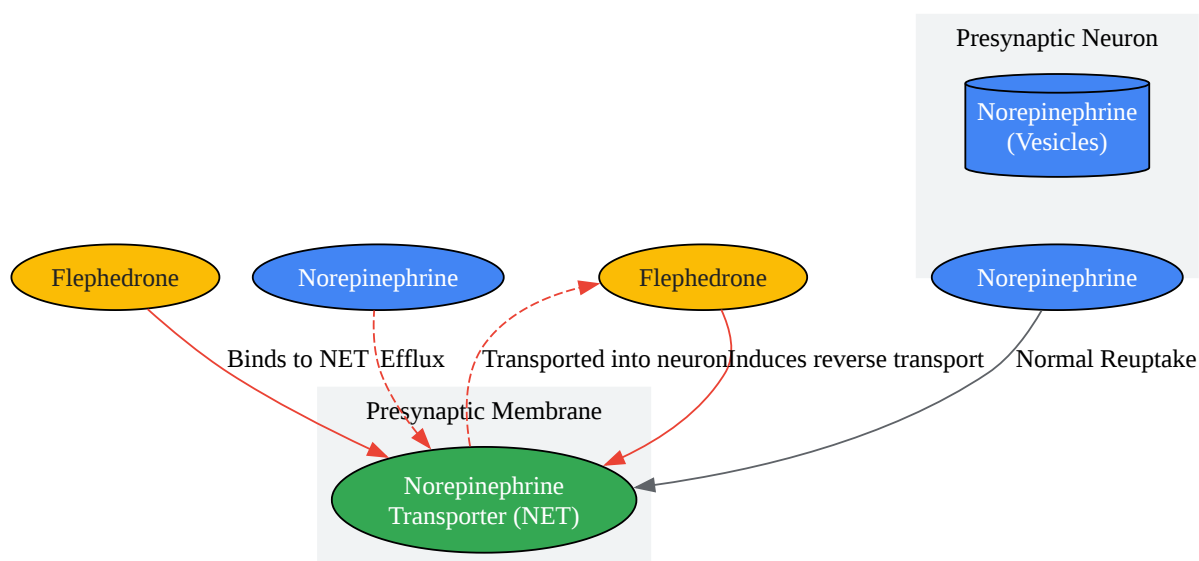 Presynaptic Neuron
Norepinephrine
(Vesicles)
Flephedrone
Norepinephrine
Flephedrone
Norepinephrine
Binds to NET
Efflux
Transported into neuron
Induces reverse transport
Normal Reuptake
Presynaptic Membrane
Norepinephrine
Transporter (NET)